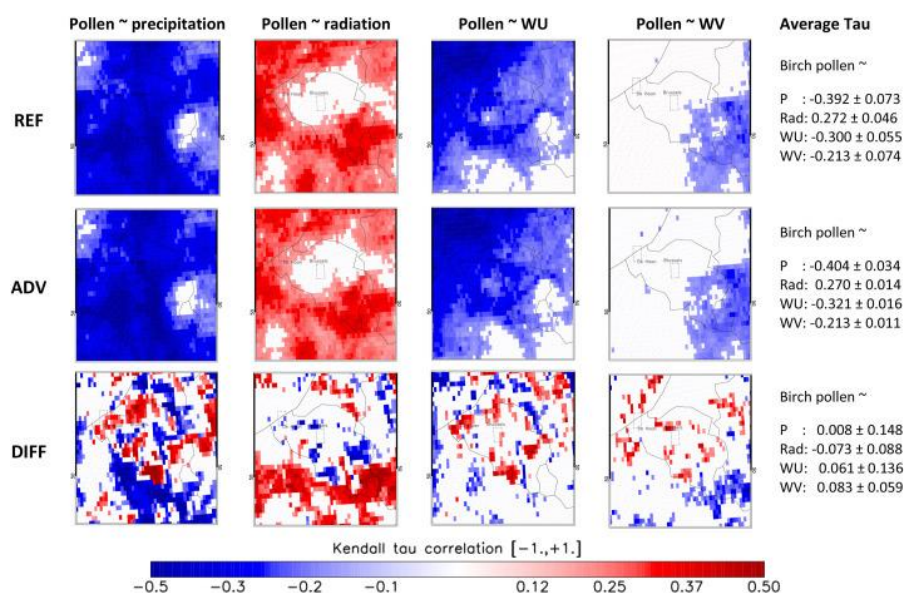 Pollen ~ precipitation Pollen ~ radiation Pollen ~ WU Pollen ~ WV Average Tau
REF
Birch pollen ~
P : -0.392 ± 0.073
Rad: 0.272 ± 0.046
WU: -0.300 ± 0.055
WV: -0.213 ± 0.074
ADV
Birch pollen ~
P : -0.404 ± 0.034
Rad: 0.270 ± 0.014
WU: -0.321 ± 0.016
WV: -0.213 ± 0.011
DIFF
Birch pollen ~
P : 0.008 ± 0.148
Rad: -0.073 ± 0.088
WU: 0.061 ± 0.136
WV: 0.083 ± 0.059
Kendall tau correlation [-1.,+1.]
-0.5 -0.2 -0.1 0.12 0.25 0.37 0.50